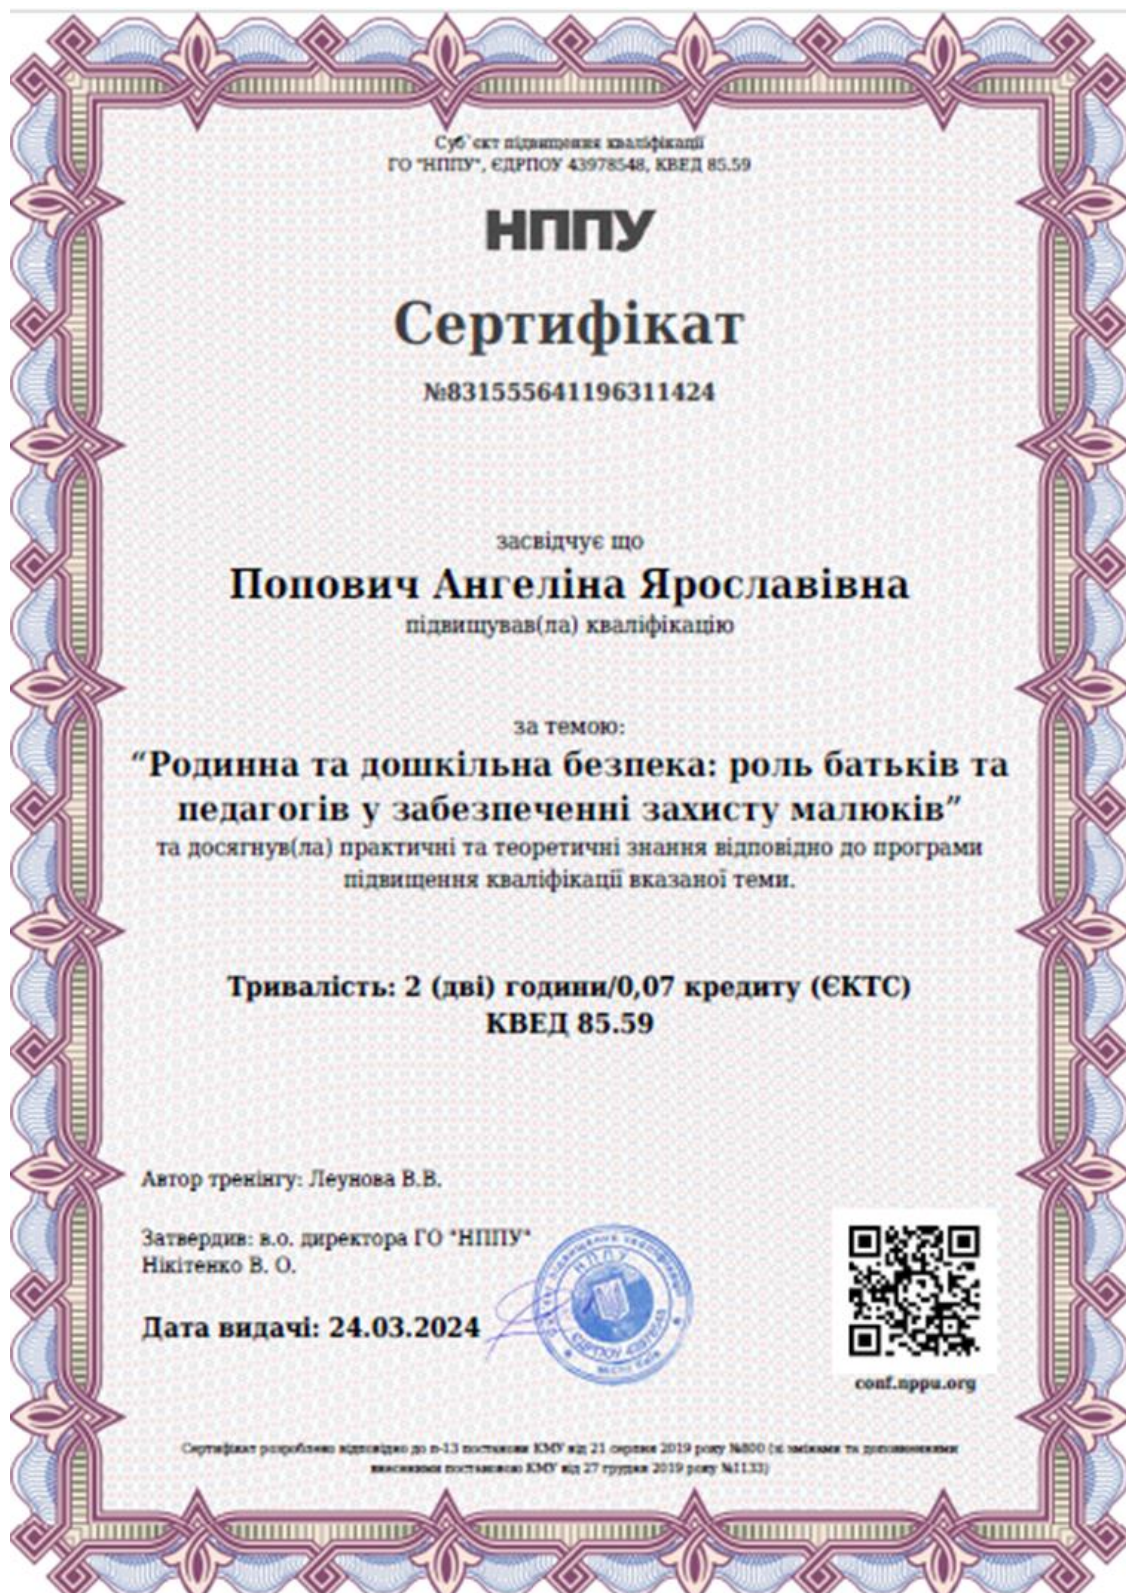 Суб`єкт підвищення кваліфікації
ГО "НППУ", ЄДРПОУ 43978548, КВЕД 85.59
НППУ
Сертифікат
№831555641196311424
засвідчує що
Попович Ангеліна Ярославівна
підвищував(ла) кваліфікацію
за темою:
“Родинна та дошкільна безпека: роль батьків та
педагогів у забезпеченні захисту малюків”
та досягнув(ла) практичні та теоретичні знання відповідно до програми
підвищення кваліфікації вказаної теми.
Тривалість: 2 (дві) години/0,07 кредиту (ЄКТС)
КВЕД 85.59
Автор тренінгу: Леунова В.В.
Затвердив: в.о. директора ГО "НППУ"
Нікітенко В. О.
Дата видачі: 24.03.2024
НППУ
ЄДРПОУ 43978548
місто Київ
conf.nppu.org
Сертифікат розроблено відповідно до п-13 постанови КМУ від 21 серпня 2019 року №800 (зі змінами та доповненнями
внесеними постановою КМУ від 27 грудня 2019 року №1133)